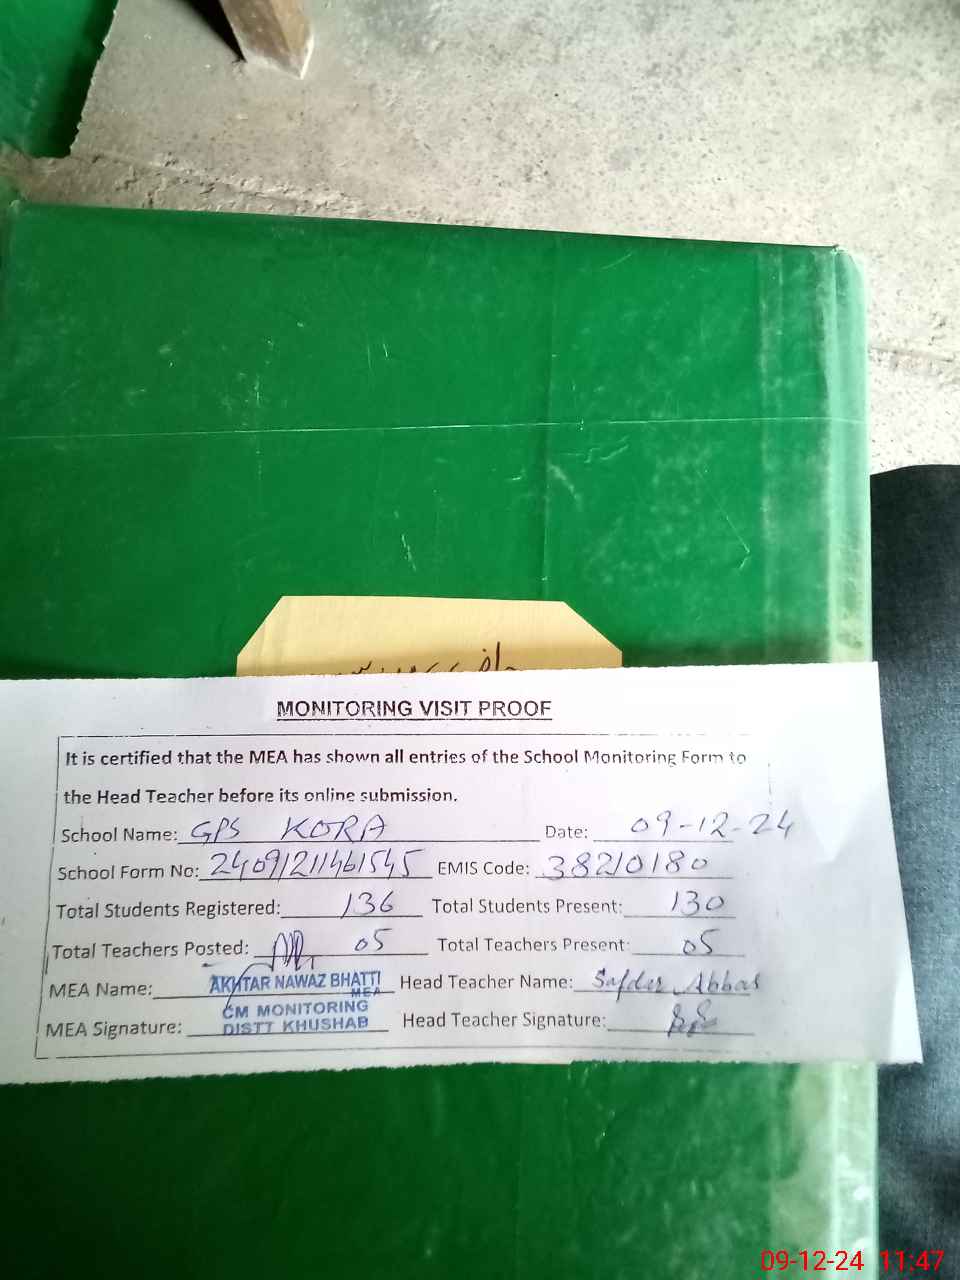 MONITORING VISIT PROOF
It is certified that the MEA has shown all entries of the School Monitoring Form to
the Head Teacher before its online submission.
School Name: GPS KORA Date: 09-12-24
School Form No: 24091211461545 EMIS Code: 38210180
Total Students Registered: 136 Total Students Present: 130
Total Teachers Posted: 05 Total Teachers Present: 05
MEA Name: AKHTAR NAWAZ BHATTI Head Teacher Name: Safder Abbas
MEA
CM MONITORING
MEA Signature: DISTT KHUSHAB Head Teacher Signature:
09-12-24 11:47